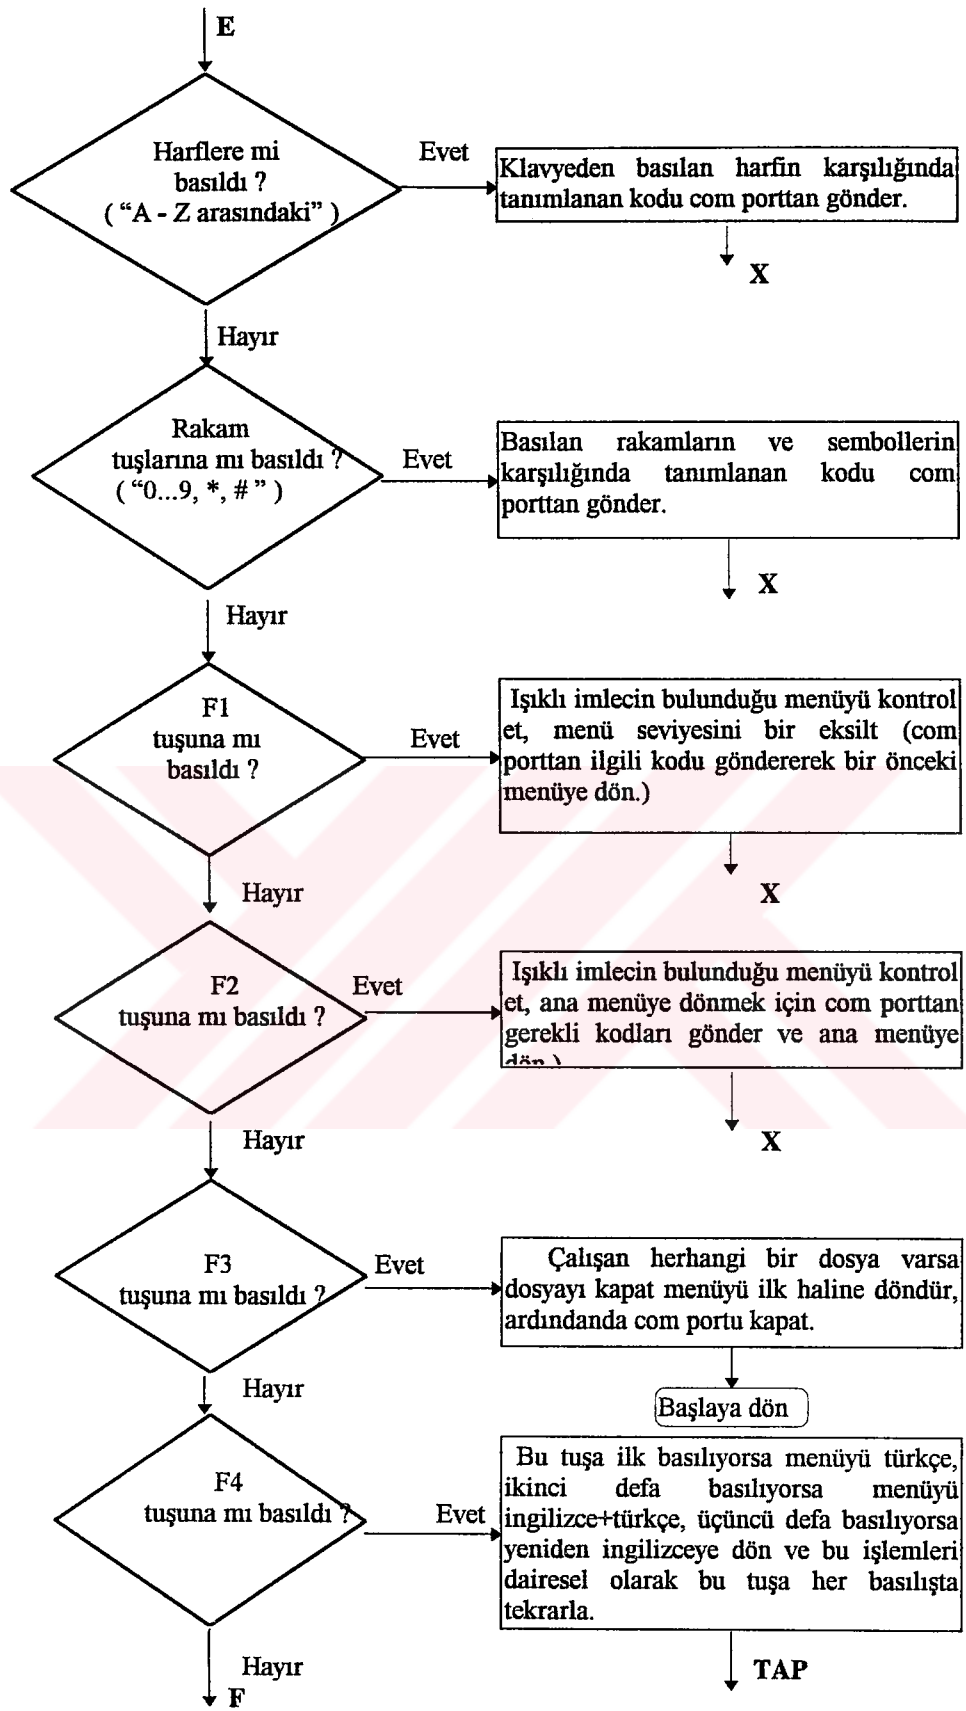 E
Harflere mi
basıldı ?
( “A - Z arasındaki” )
Evet
Klavyeden basılan harfin karşılığında
tanımlanan kodu com porttan gönder.
X
Hayır
Rakam
tuşlarına mı basıldı ?
( “0...9, *, # ” )
Evet
Basılan rakamların ve sembollerin
karşılığında tanımlanan kodu com
porttan gönder.
X
Hayır
F1
tuşuna mı
basıldı ?
Evet
Işıklı imlecin bulunduğu menüyü kontrol
et, menü seviyesini bir eksilt (com
porttan ilgili kodu göndererek bir önceki
menüye dön.)
X
Hayır
F2
tuşuna mı basıldı ?
Evet
Işıklı imlecin bulunduğu menüyü kontrol
et, ana menüye dönmek için com porttan
gerekli kodları gönder ve ana menüye
dön.)
X
Hayır
F3
tuşuna mı basıldı ?
Evet
Çalışan herhangi bir dosya varsa
dosyayı kapat menüyü ilk haline döndür,
ardındanda com portu kapat.
Başlaya dön
Hayır
F4
tuşuna mı basıldı ?
Evet
Bu tuşa ilk basılıyorsa menüyü türkçe,
ikinci defa basılıyorsa menüyü
ingilizce+türkçe, üçüncü defa basılıyorsa
yeniden ingilizceye dön ve bu işlemleri
dairesel olarak bu tuşa her basılışta
tekrarla.
TAP
Hayır
F